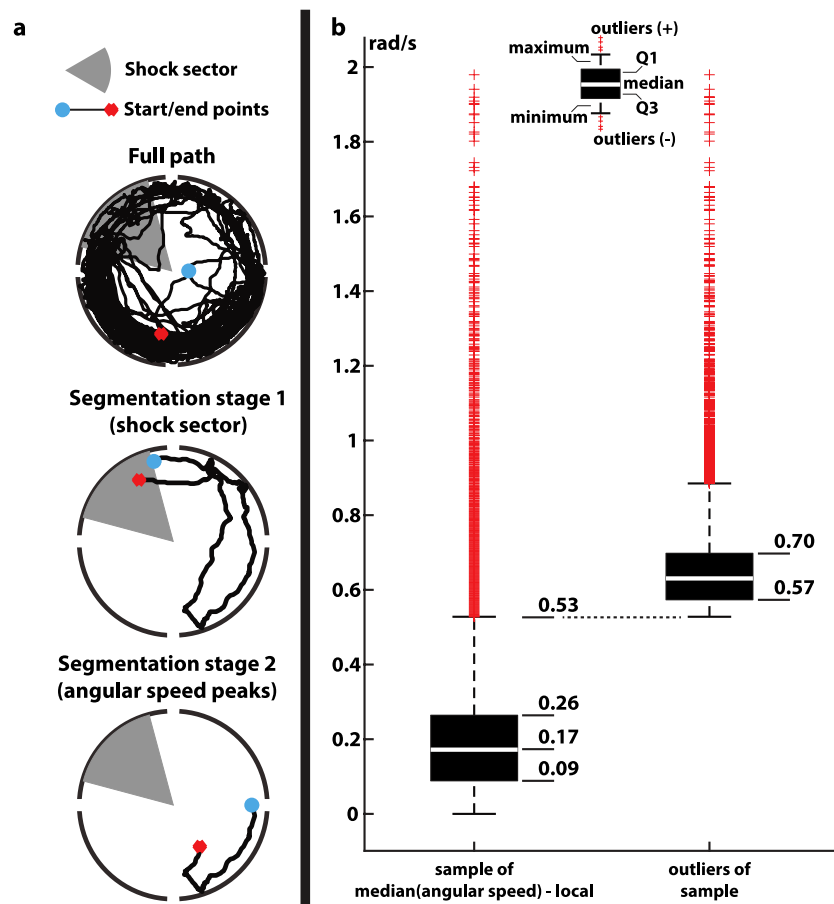 a
Shock sector
Start/end points
Full path
Segmentation stage 1
(shock sector)
Segmentation stage 2
(angular speed peaks)
b
rad/s
outliers (+)
maximum
Q1
median
Q3
minimum
outliers (-)
2
1.8
1.6
1.4
1.2
1
0.8
0.6
0.4
0.2
0
0.70
0.57
0.53
0.26
0.17
0.09
sample of
median(angular speed) - local
outliers of
sample